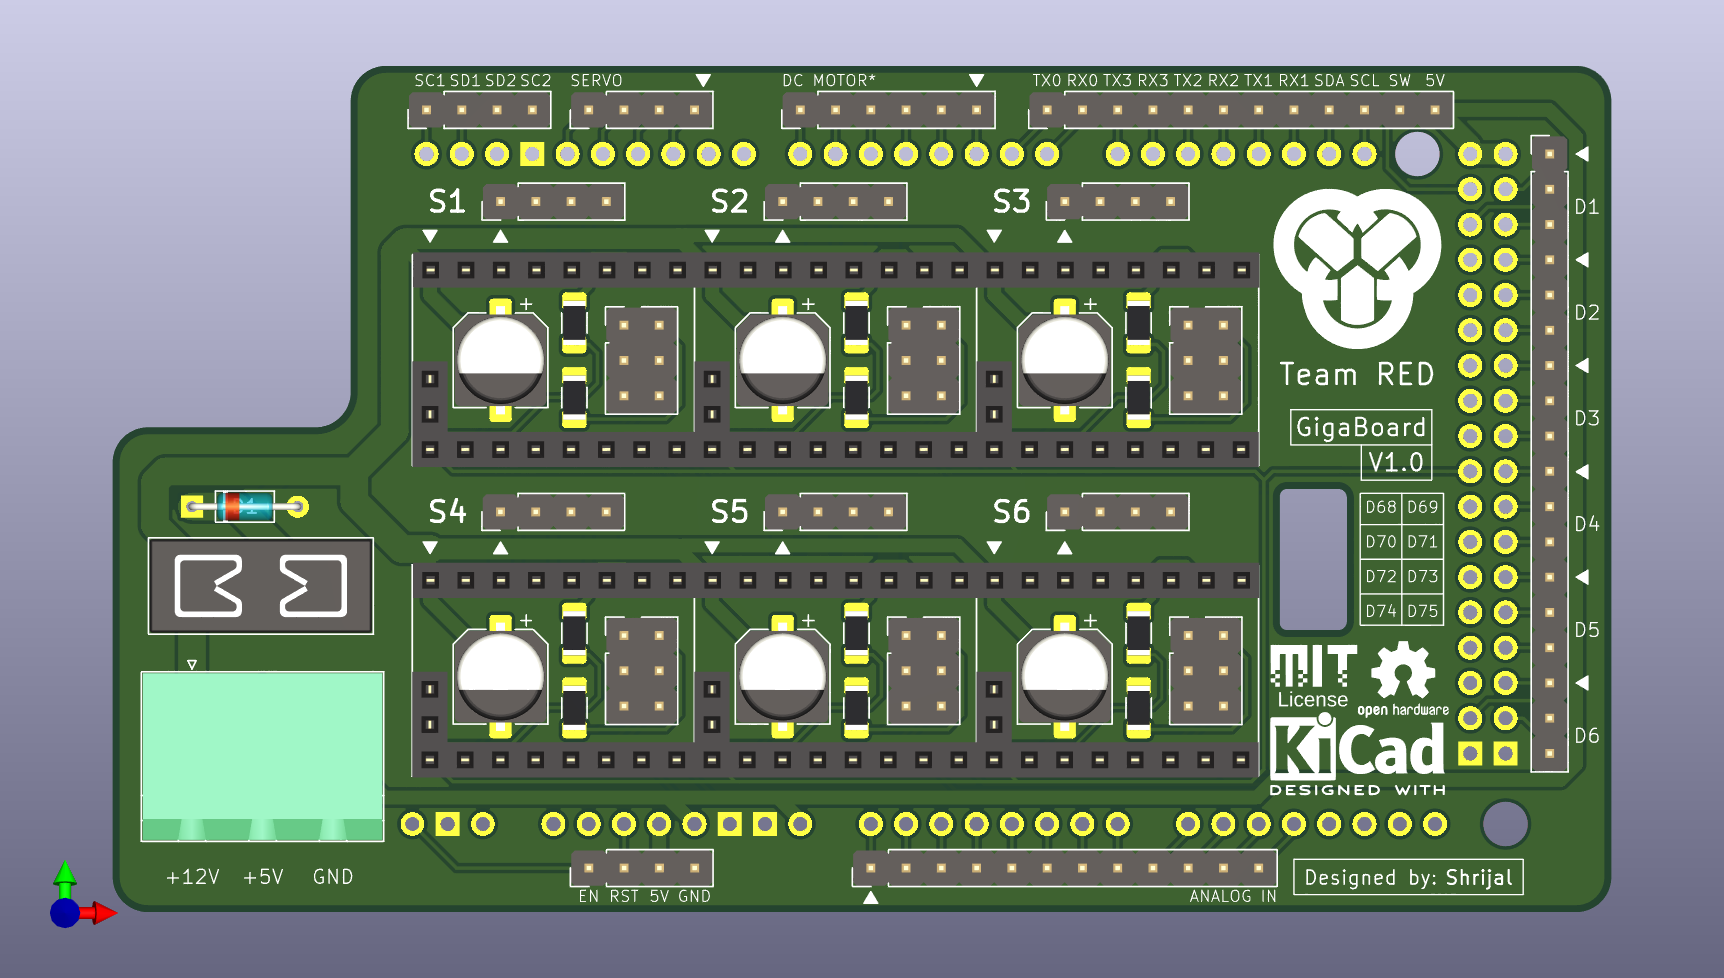 SC1 SD1 SD2 SC2 SERVO DC MOTOR* TX0 RX0 TX3 RX3 TX2 RX2 TX1 RX1 SDA SCL SW 5V
S1 S2 S3
D1
D2
+ + +
Team RED
D3
GigaBoard
V1.0
S4 S5 S6
D68 D69
D4
D70 D71
D72 D73
D74 D75
D5
+ + +
MIT
License
open hardware
D6
KiCad
DESIGNED WITH
+12V +5V GND
Designed by: Shrijal
EN RST 5V GND
ANALOG IN